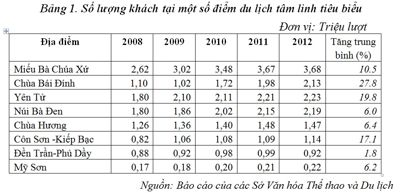 Bảng 1. Số lượng khách tại một số điểm du lịch tâm linh tiêu biểu
Đơn vị: Triệu lượt
Địa điểm 2008 2009 2010 2011 2012 Tăng trung bình (%)
Miếu Bà Chúa Xứ 2,62 3,02 3,48 3,67 3,68 10.5
Chùa Bái Đính 1,10 1,02 1,72 1,98 2,13 27.8
Yên Tử 1,80 2,10 2,11 2,21 2,23 19.8
Núi Bà Đen 1,80 1,86 2,02 2,15 2,19 6.0
Chùa Hương 1,26 1,36 1,40 1,48 1,47 6.4
Côn Sơn -Kiếp Bạc 0,82 1,06 1,08 1,14 1,14 17.1
Đền Trần-Phủ Dầy 0,88 0,92 0,98 0,99 0,92 1.8
Mỹ Sơn 0,17 0,18 0,20 0,21 0,22 6.2
Nguồn: Báo cáo của các Sở Văn hóa Thể thao và Du lịch